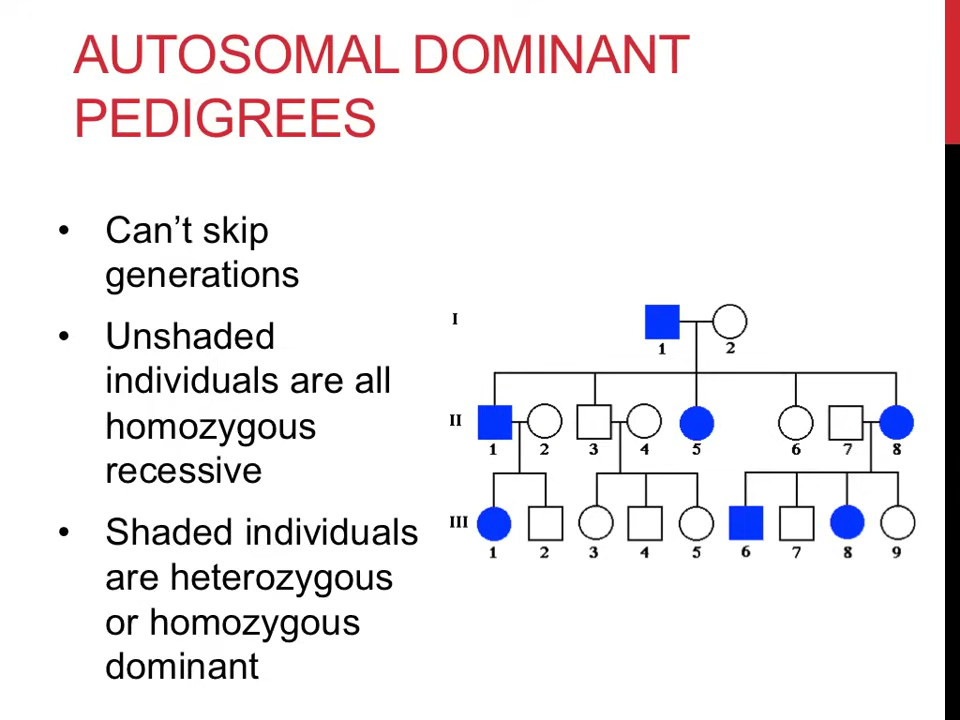 AUTOSOMAL DOMINANT
PEDIGREES
• Can’t skip
generations
• Unshaded
individuals are all
homozygous
recessive
• Shaded individuals
are heterozygous
or homozygous
dominant
I
1 2
II
1 2 3 4 5 6 7 8
III
1 2 3 4 5 6 7 8 9